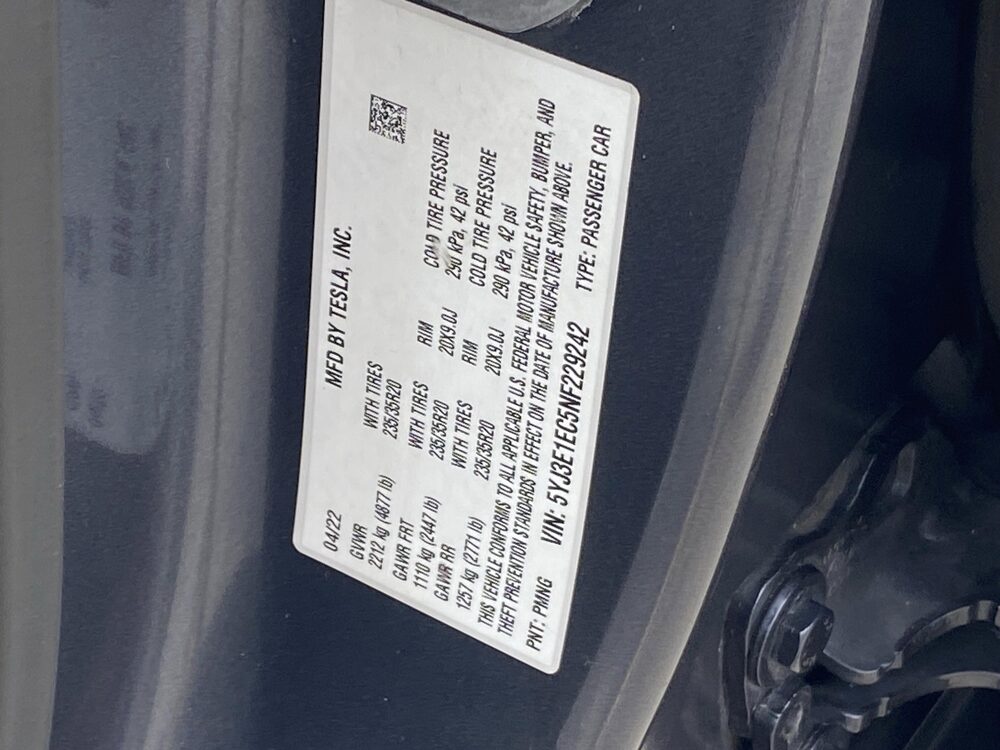 MFD BY TESLA, INC.
04/22
GVWR WITH TIRES
2212 kg (4877 lb) 235/35R20
GAWR FRT WITH TIRES RIM COLD TIRE PRESSURE
1110 kg (2447 lb) 235/35R20 20X9.0J 290 kPa, 42 psi
GAWR RR WITH TIRES RIM COLD TIRE PRESSURE
1257 kg (2771 lb) 235/35R20 20X9.0J 290 kPa, 42 psi
THIS VEHICLE CONFORMS TO ALL APPLICABLE U.S. FEDERAL MOTOR VEHICLE SAFETY, BUMPER, AND
THEFT PREVENTION STANDARDS IN EFFECT ON THE DATE OF MANUFACTURE SHOWN ABOVE.
PNT: PMNG VIN: 5YJ3E1EC5NF229242 TYPE: PASSENGER CAR